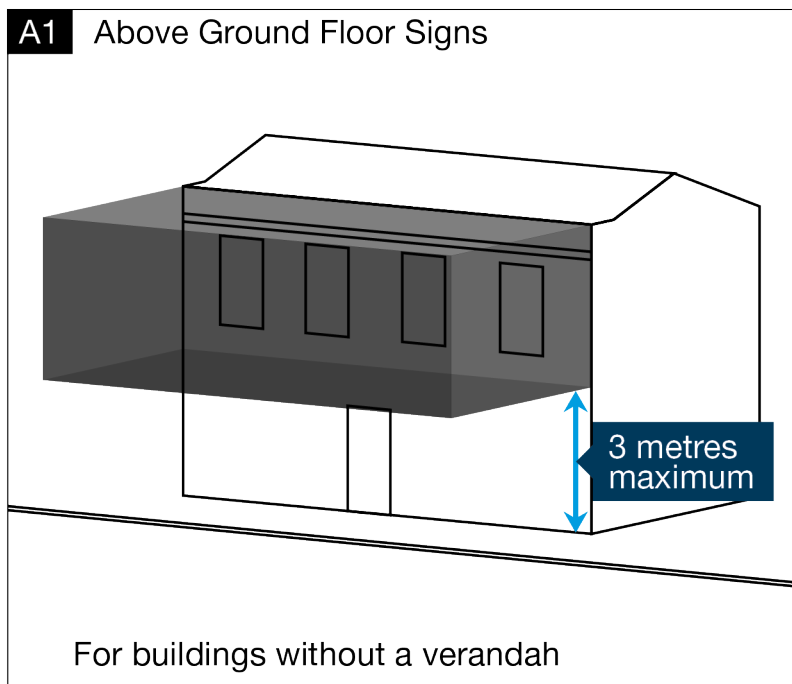 A1 Above Ground Floor Signs
3 metres
maximum
For buildings without a verandah